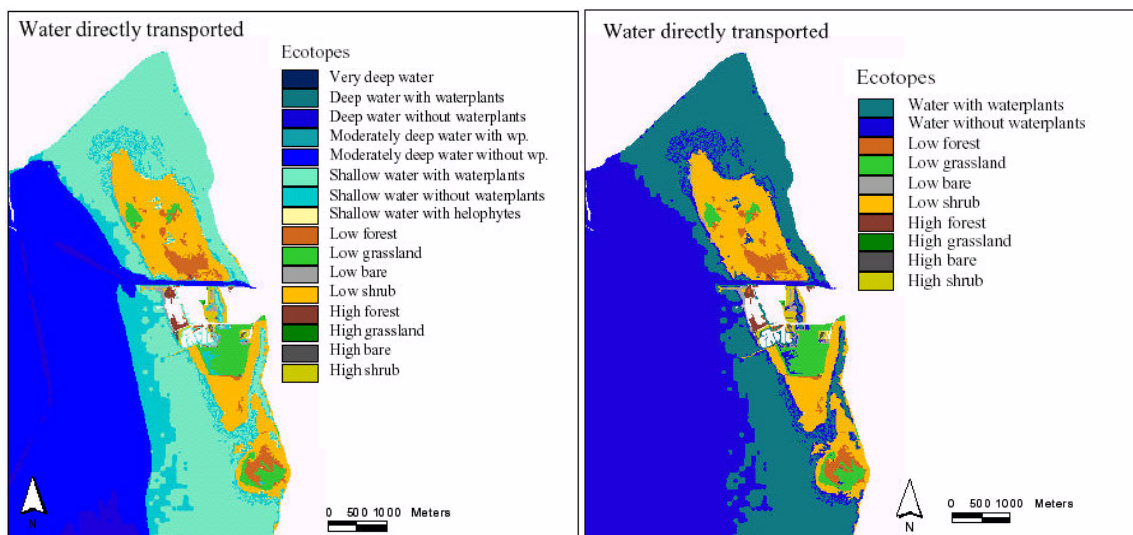 Water directly transported
Ecotopes
Very deep water
Deep water with waterplants
Deep water without waterplants
Moderately deep water with wp.
Moderately deep water without wp.
Shallow water with waterplants
Shallow water without waterplants
Shallow water with helophytes
Low forest
Low grassland
Low bare
Low shrub
High forest
High grassland
High bare
High shrub
N
0 500 1000 Meters
Water directly transported
Ecotopes
Water with waterplants
Water without waterplants
Low forest
Low grassland
Low bare
Low shrub
High forest
High grassland
High bare
High shrub
N
0 500 1000 Meters